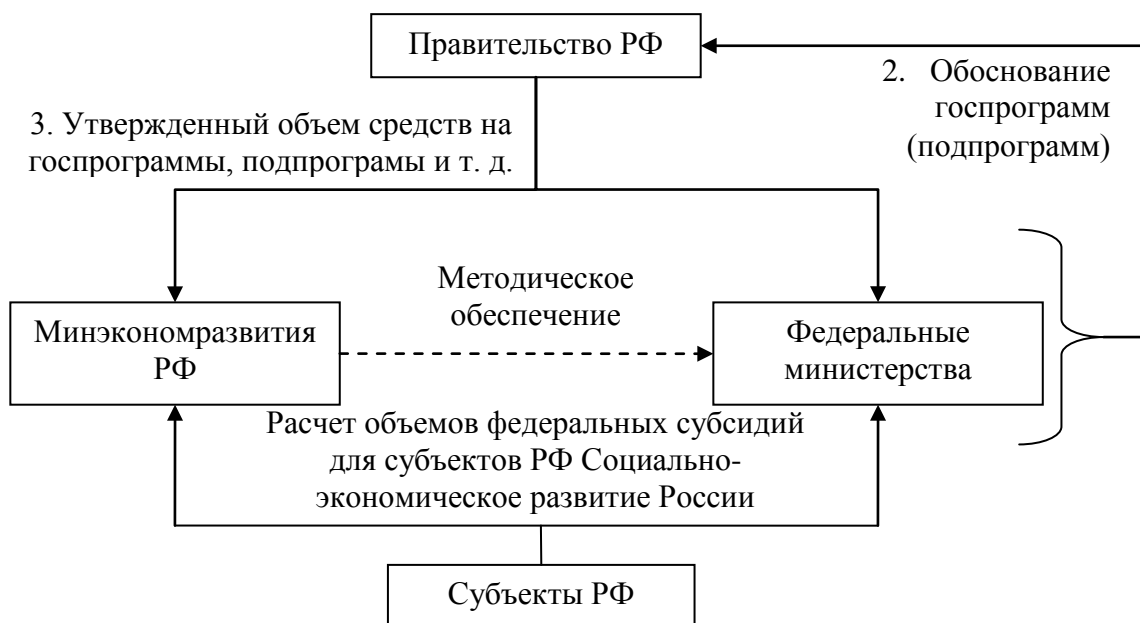 Правительство РФ
2. Обоснование
госпрограмм
(подпрограмм)
3. Утвержденный объем средств на
госпрограммы, подпрограмы и т. д.
Методическое
обеспечение
Минэкономразвития
РФ
Федеральные
министерства
Расчет объемов федеральных субсидий
для субъектов РФ Социально-
экономическое развитие России
Субъекты РФ